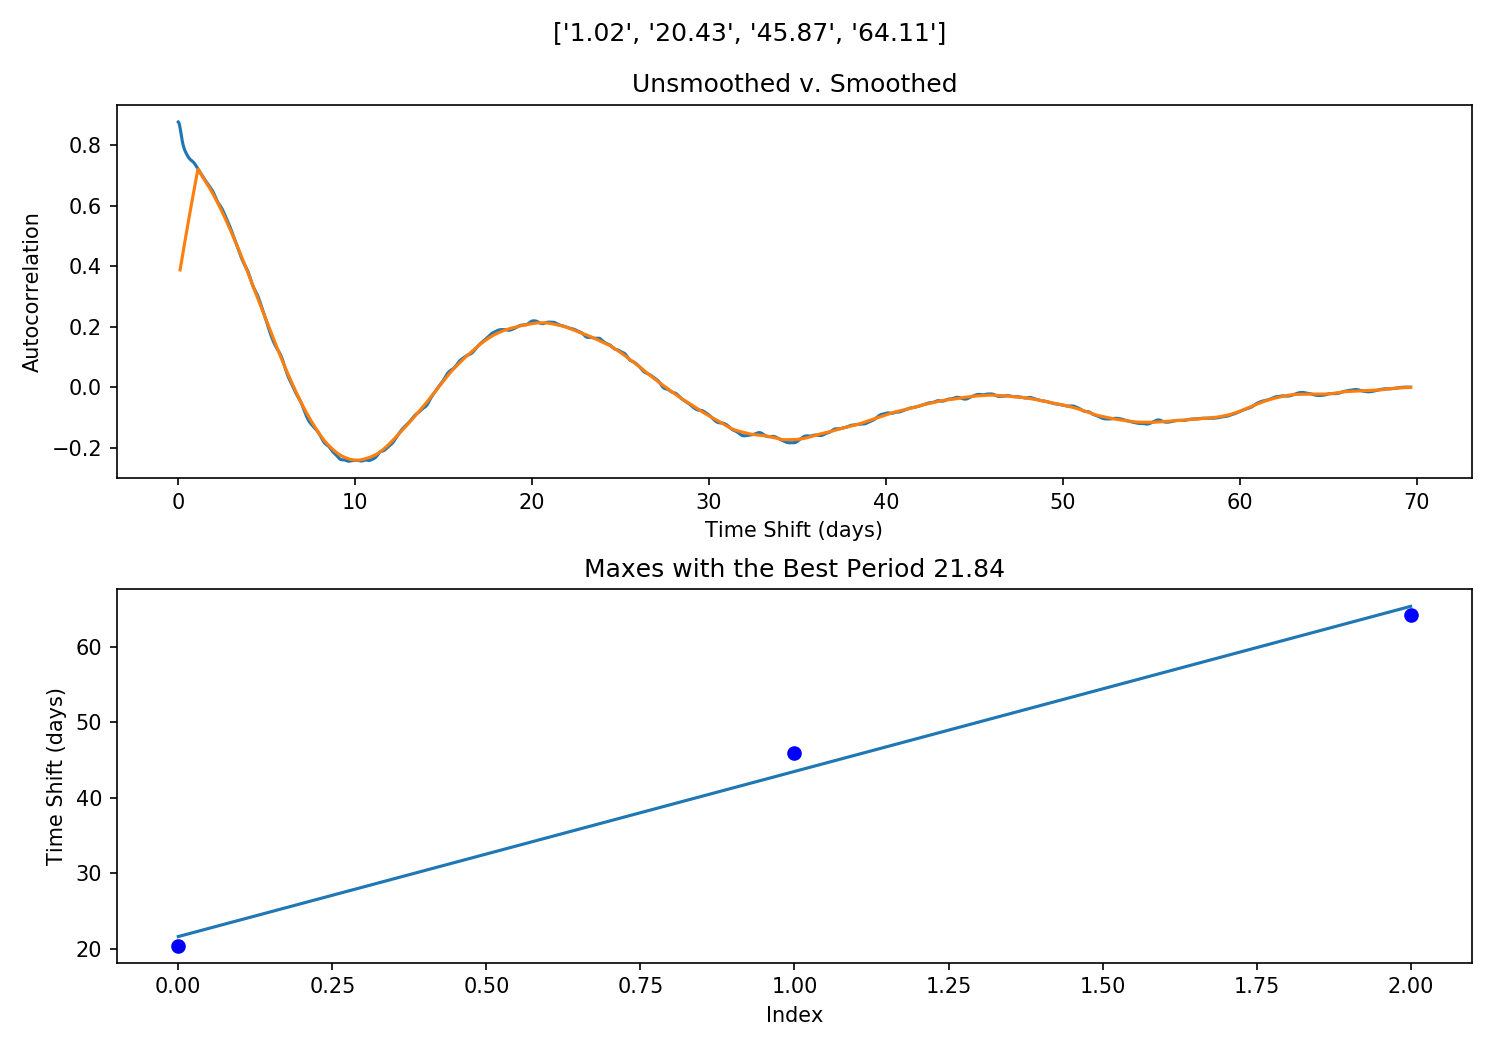 ['1.02', '20.43', '45.87', '64.11']
Unsmoothed v. Smoothed
Autocorrelation
0.8
0.6
0.4
0.2
0.0
−0.2
0 10 20 30 40 50 60 70
Time Shift (days)
Maxes with the Best Period 21.84
Time Shift (days)
60
50
40
30
20
0.00 0.25 0.50 0.75 1.00 1.25 1.50 1.75 2.00
Index